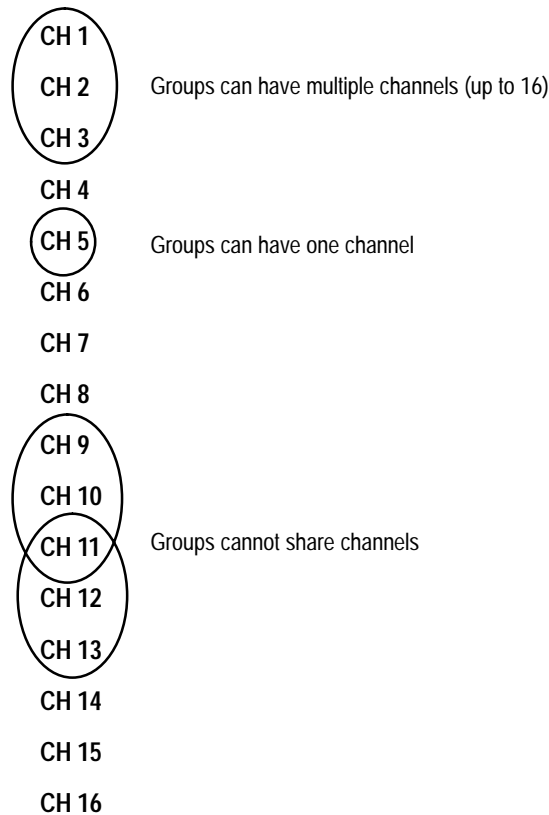 CH 1
CH 2 Groups can have multiple channels (up to 16)
CH 3
CH 4
CH 5 Groups can have one channel
CH 6
CH 7
CH 8
CH 9
CH 10
CH 11 Groups cannot share channels
CH 12
CH 13
CH 14
CH 15
CH 16